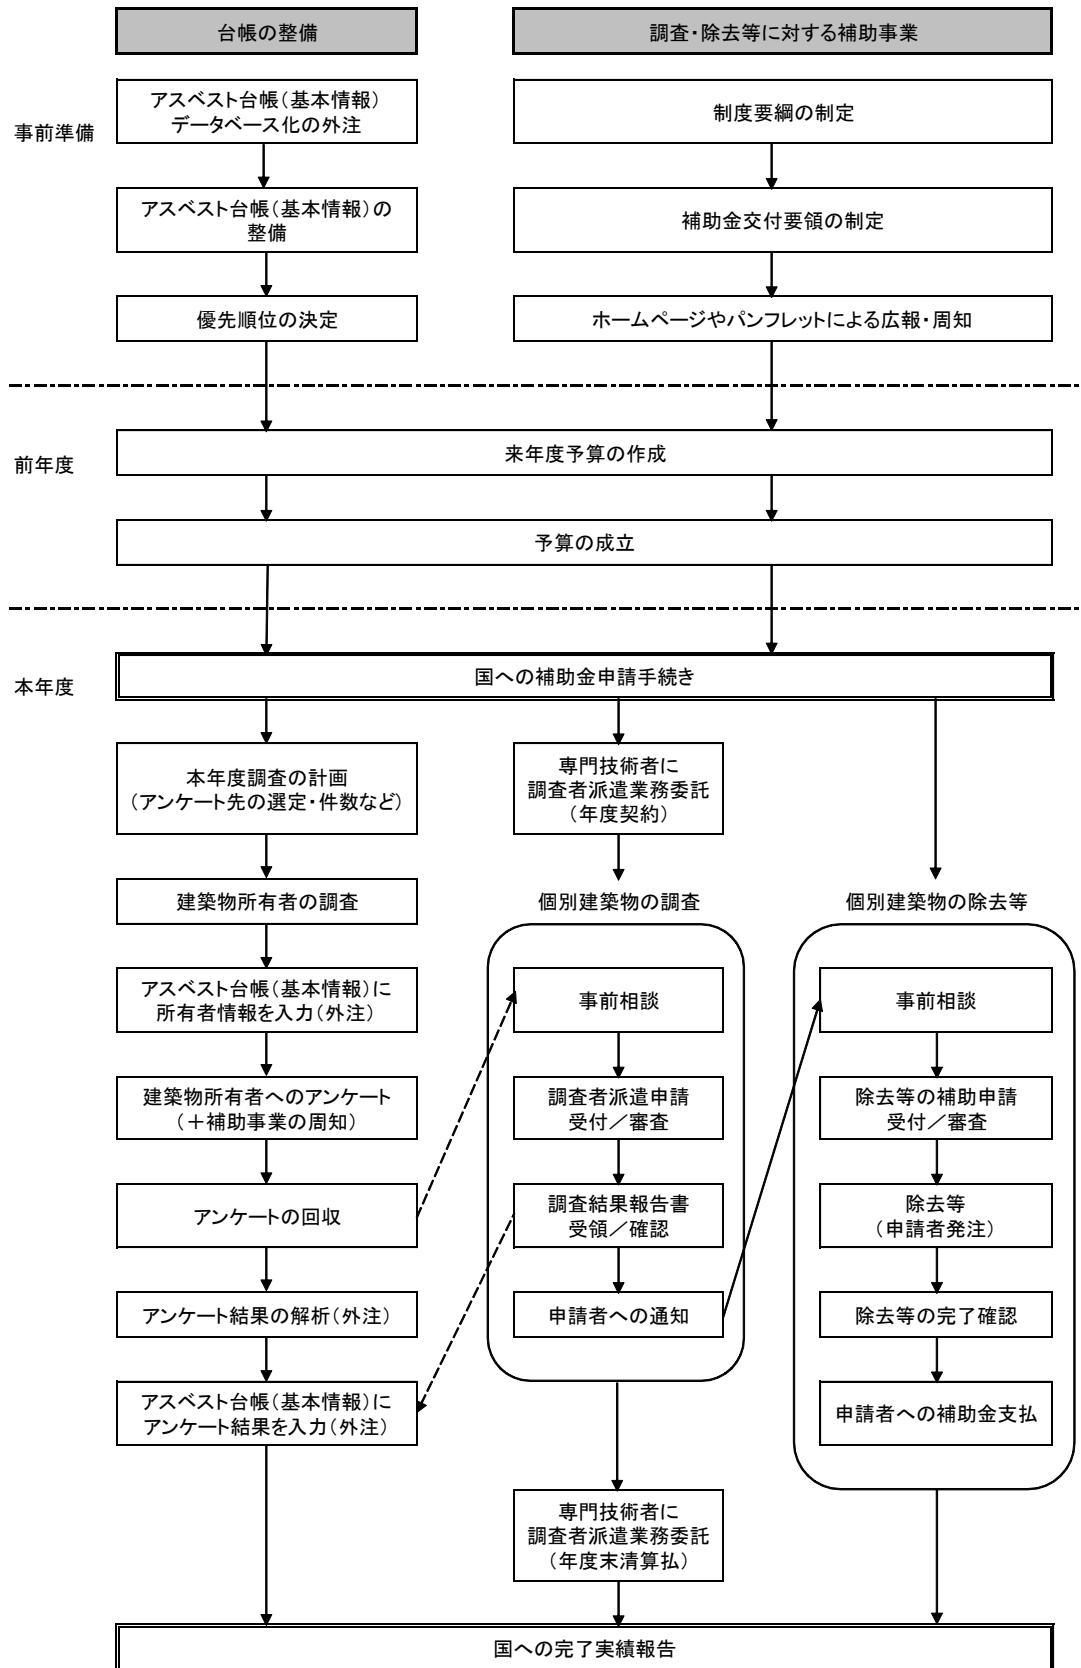 台帳の整備
調査・除去等に対する補助事業
事前準備
アスベスト台帳(基本情報)
データベース化の外注
制度要綱の制定
アスベスト台帳(基本情報)の
整備
補助金交付要領の制定
優先順位の決定
ホームページやパンフレットによる広報・周知
前年度
来年度予算の作成
予算の成立
本年度
国への補助金申請手続き
本年度調査の計画
(アンケート先の選定・件数など)
専門技術者に
調査者派遣業務委託
(年度契約)
建築物所有者の調査
個別建築物の調査
個別建築物の除去等
アスベスト台帳(基本情報)に
所有者情報を入力(外注)
事前相談
事前相談
建築物所有者へのアンケート
(+補助事業の周知)
調査者派遣申請
受付/審査
除去等の補助申請
受付/審査
アンケートの回収
調査結果報告書
受領/確認
除去等
(申請者発注)
アンケート結果の解析(外注)
申請者への通知
除去等の完了確認
アスベスト台帳(基本情報)に
アンケート結果を入力(外注)
申請者への補助金支払
専門技術者に
調査者派遣業務委託
(年度末清算払)
国への完了実績報告